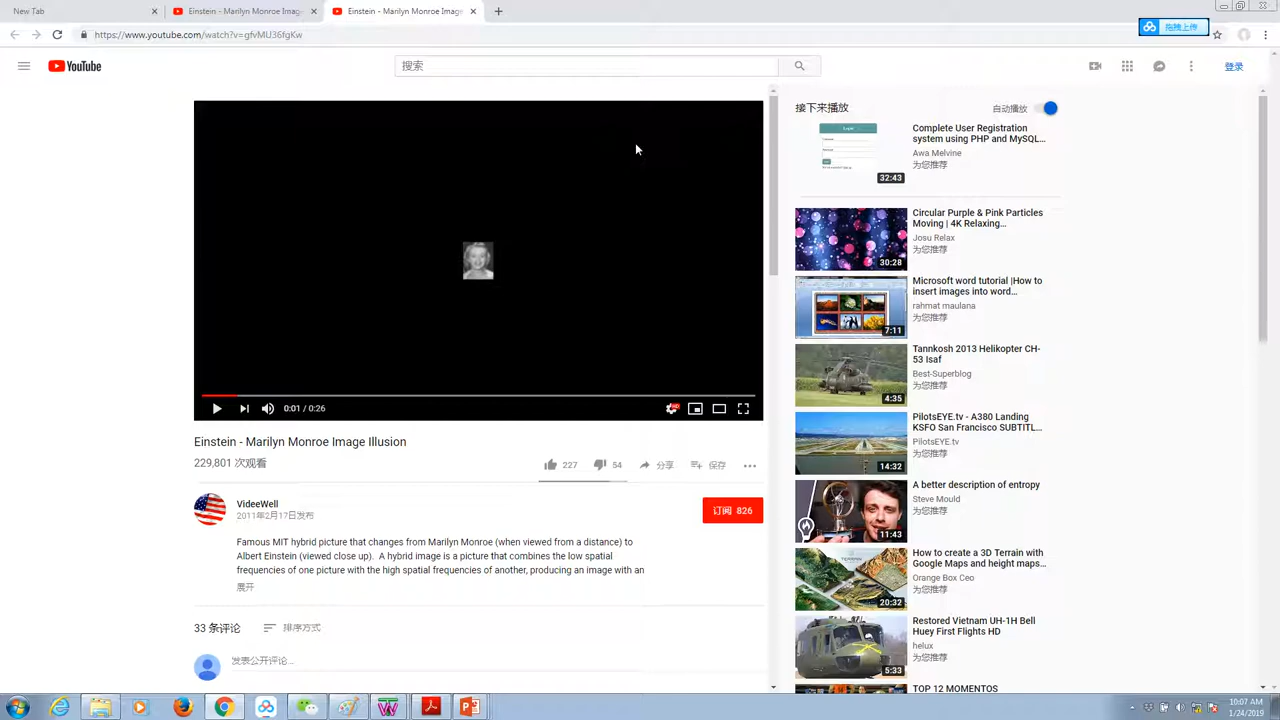 New Tab
Einstein - Marilyn Monroe Imag
Einstein - Marilyn Monroe Imag
拖拽上传
https://www.youtube.com/watch?v=gfvMU36fgKw
YouTube
搜索
登录
0:01 / 0:26
Einstein - Marilyn Monroe Image Illusion
229,801 次观看
227
54
分享
保存
VideeWell
2011年2月17日发布
订阅 826
Famous MIT hybrid picture that changes from Marilyn Monroe (when viewed from a distance) to
Albert Einstein (viewed close up). A hybrid image is a picture that combines the low spatial
frequencies of one picture with the high spatial frequencies of another, producing an image with an
展开
33 条评论
排序方式
发表公开评论...
接下来播放
自动播放
Login
32:43
Complete User Registration
system using PHP and MySQL...
Awa Melvine
为您推荐
30:28
Circular Purple & Pink Particles
Moving | 4K Relaxing...
Josu Relax
为您推荐
7:11
Microsoft word tutorial |How to
insert images into word...
rahmat maulana
为您推荐
4:35
Tannkosh 2013 Helikopter CH-
53 Isaf
Best-Superblog
为您推荐
14:32
PilotsEYE.tv - A380 Landing
KSFO San Francisco SUBTITL...
PilotsEYE.tv
为您推荐
11:43
A better description of entropy
Steve Mould
为您推荐
20:32
How to create a 3D Terrain with
Google Maps and height maps...
Orange Box Ceo
为您推荐
5:33
Restored Vietnam UH-1H Bell
Huey First Flights HD
helux
为您推荐
TOP 12 MOMENTOS
10:07 AM
1/24/2019